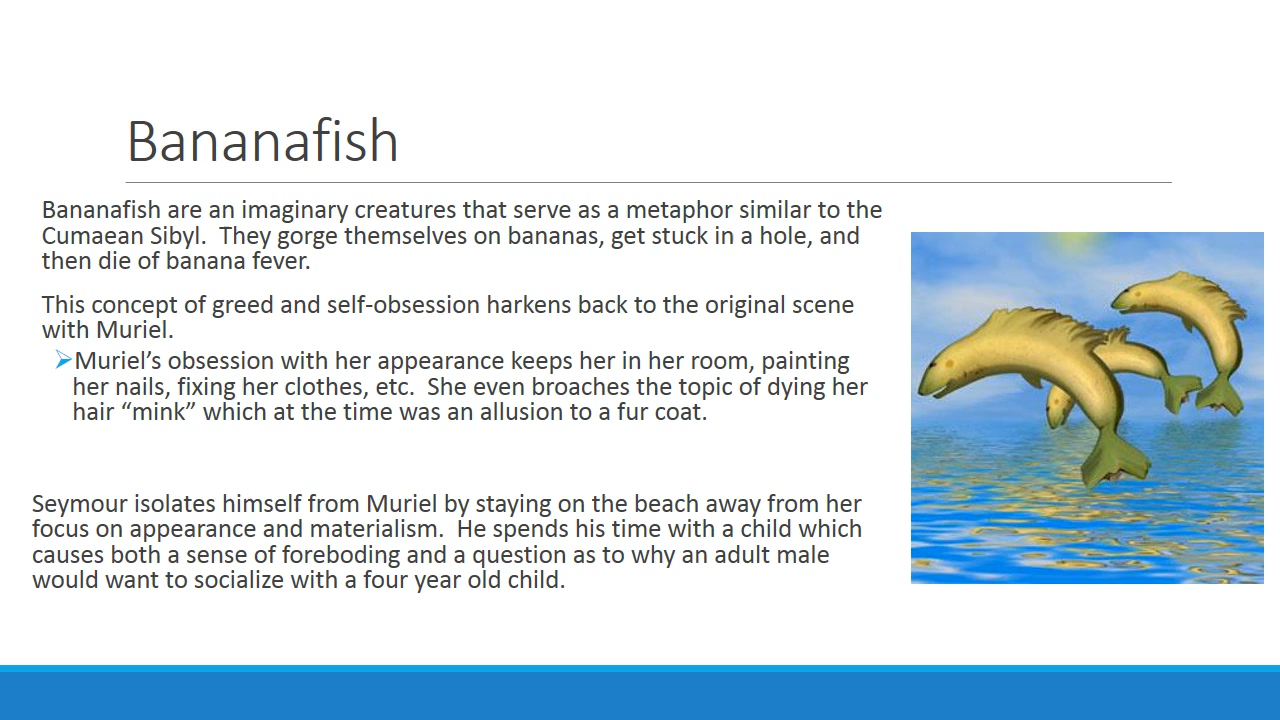 Bananafish
Bananafish are an imaginary creatures that serve as a metaphor similar to the
Cumaean Sibyl.  They gorge themselves on bananas, get stuck in a hole, and
then die of banana fever.
This concept of greed and self-obsession harkens back to the original scene
with Muriel.
➢Muriel’s obsession with her appearance keeps her in her room, painting
her nails, fixing her clothes, etc.  She even broaches the topic of dying her
hair “mink” which at the time was an allusion to a fur coat.
Seymour isolates himself from Muriel by staying on the beach away from her
focus on appearance and materialism.  He spends his time with a child which
causes both a sense of foreboding and a question as to why an adult male
would want to socialize with a four year old child.